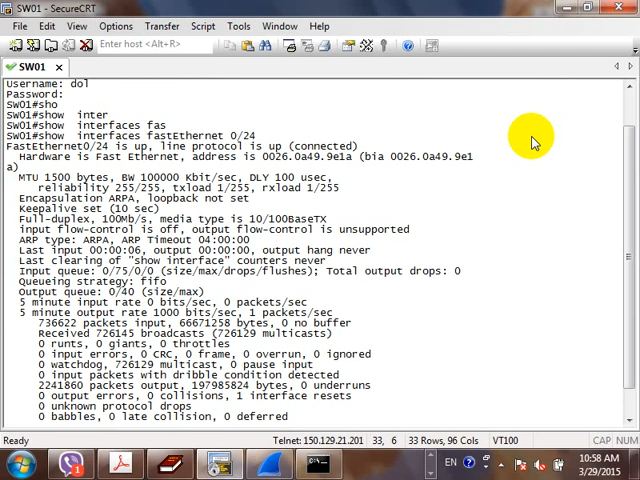 SW01 - SecureCRT
File Edit View Options Transfer Script Tools Window Help
Enter host <Alt+R>
SW01
Username: dol
Password:
SW01#sho
SW01#show  inter
SW01#show  interfaces fas
SW01#show  interfaces fastEthernet 0/24
FastEthernet0/24 is up, line protocol is up (connected)
Hardware is Fast Ethernet, address is 0026.0a49.9e1a (bia 0026.0a49.9e1
a)
MTU 1500 bytes, BW 100000 Kbit/sec, DLY 100 usec,
reliability 255/255, txload 1/255, rxload 1/255
Encapsulation ARPA, loopback not set
Keepalive set (10 sec)
Full-duplex, 100Mb/s, media type is 10/100BaseTX
input flow-control is off, output flow-control is unsupported
ARP type: ARPA, ARP Timeout 04:00:00
Last input 00:00:06, output 00:00:00, output hang never
Last clearing of "show interface" counters never
Input queue: 0/75/0/0 (size/max/drops/flushes); Total output drops: 0
Queueing strategy: fifo
Output queue: 0/40 (size/max)
5 minute input rate 0 bits/sec, 0 packets/sec
5 minute output rate 1000 bits/sec, 1 packets/sec
736622 packets input, 66671258 bytes, 0 no buffer
Received 726145 broadcasts (726129 multicasts)
0 runts, 0 giants, 0 throttles
0 input errors, 0 CRC, 0 frame, 0 overrun, 0 ignored
0 watchdog, 726129 multicast, 0 pause input
0 input packets with dribble condition detected
2241860 packets output, 197985824 bytes, 0 underruns
0 output errors, 0 collisions, 1 interface resets
0 unknown protocol drops
0 babbles, 0 late collision, 0 deferred
Ready Telnet: 150.129.21.201 33, 6 33 Rows, 96 Cols VT100 CAP NUM
EN 10:58 AM
3/29/2015